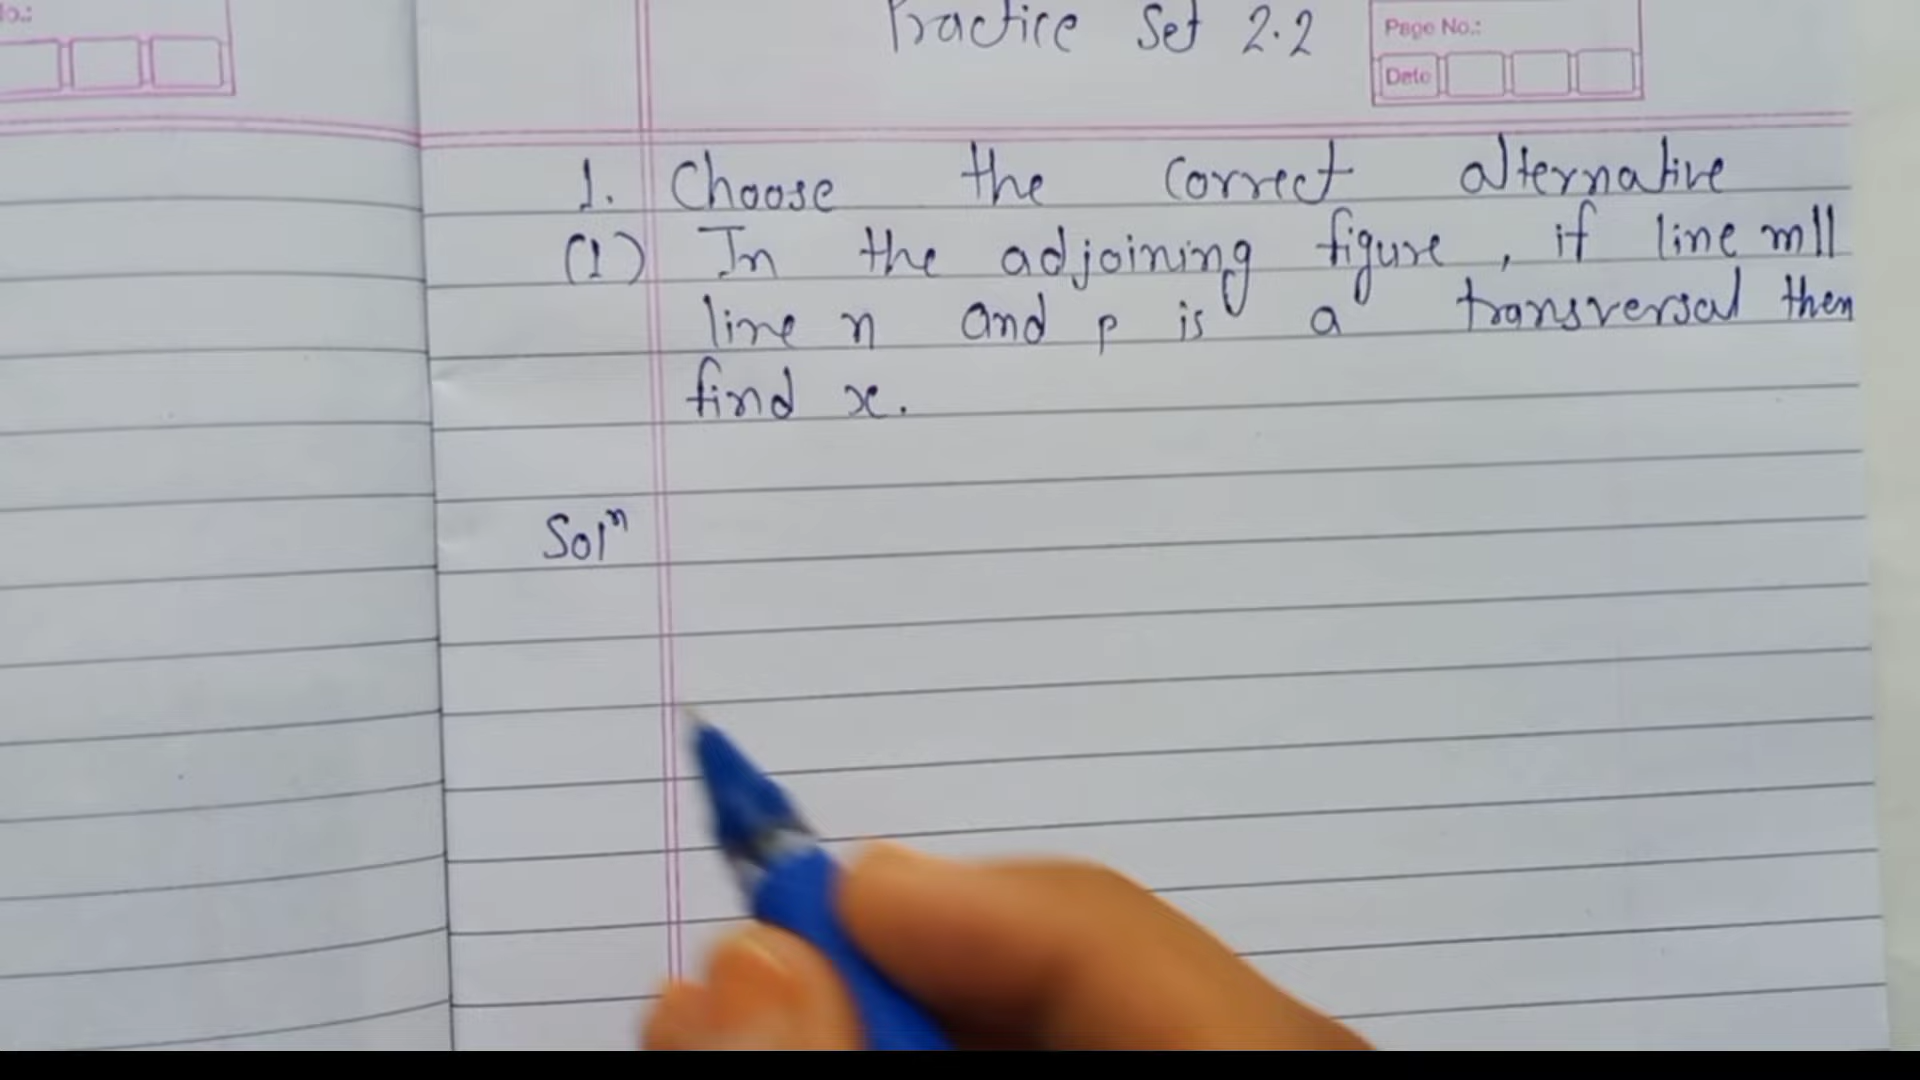 Practice Set 2.2
Page No.:
Date
1. Choose the correct alternative
(1) In the adjoining figure, if line m||
line n and p is a transversal then
find x.
Solⁿ